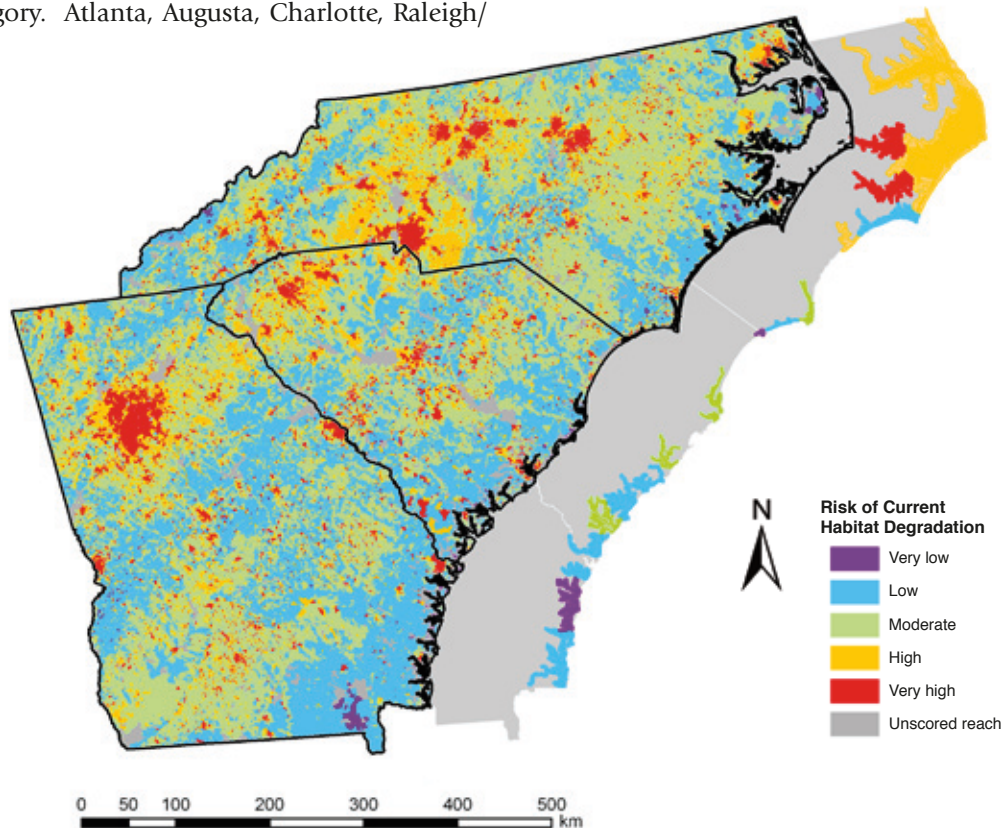 gory. Atlanta, Augusta, Charlotte, Raleigh/
N
Risk of Current
Habitat Degradation
Very low
Low
Moderate
High
Very high
Unscored reach
0 50 100 200 300 400 500
km